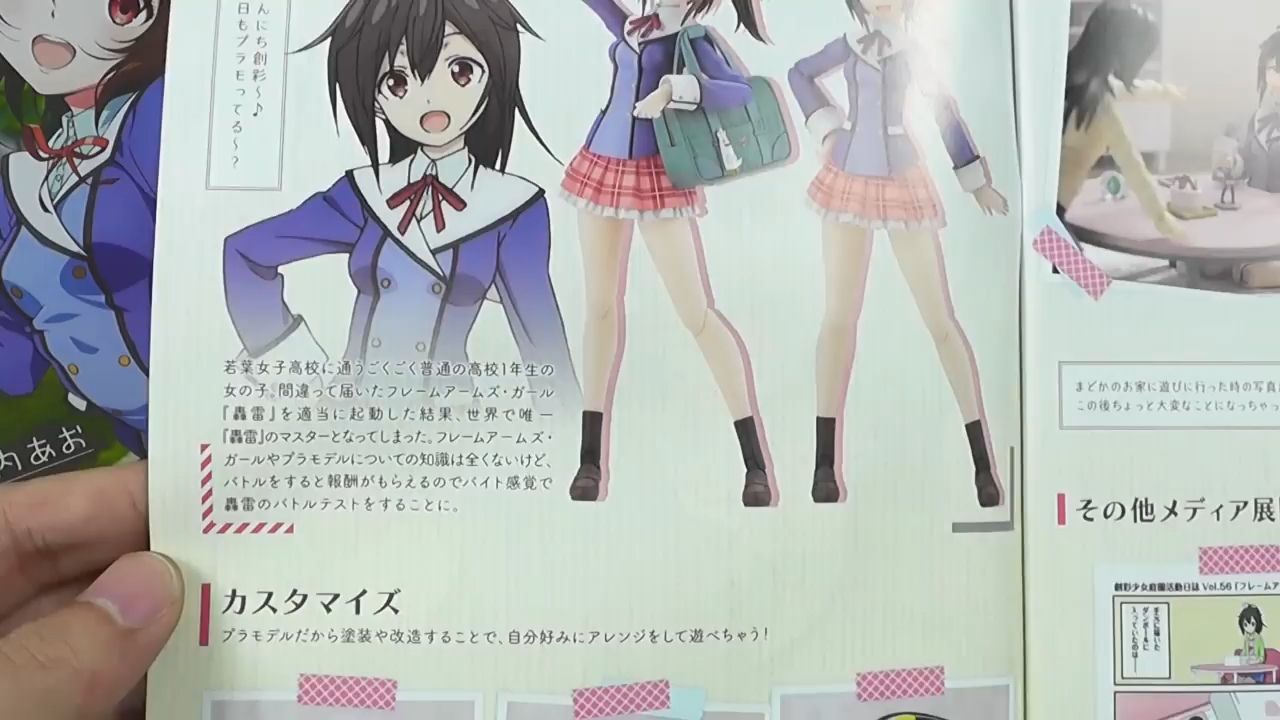 んにち創彩〜♪
日もプラモってる〜？
若葉女子高校に通うごくごく普通の高校1年生の
女の子。間違って届いたフレームアームズ・ガール
『轟雷』を適当に起動した結果、世界で唯一
『轟雷』のマスターとなってしまった。フレームアームズ・
ガールやプラモデルについての知識は全くないけど、
バトルをすると報酬がもらえるのでバイト感覚で
轟雷のバトルテストをすることに。
内あお
カスタマイズ
プラモデルだから塗装や改造することで、自分好みにアレンジをして遊べちゃう！
まどかのお家に遊びに行った時の写真
この後ちょっと大変なことになっちゃっ
その他メディア展
創彩少女庭園活動日誌 Vol.56「フレームア